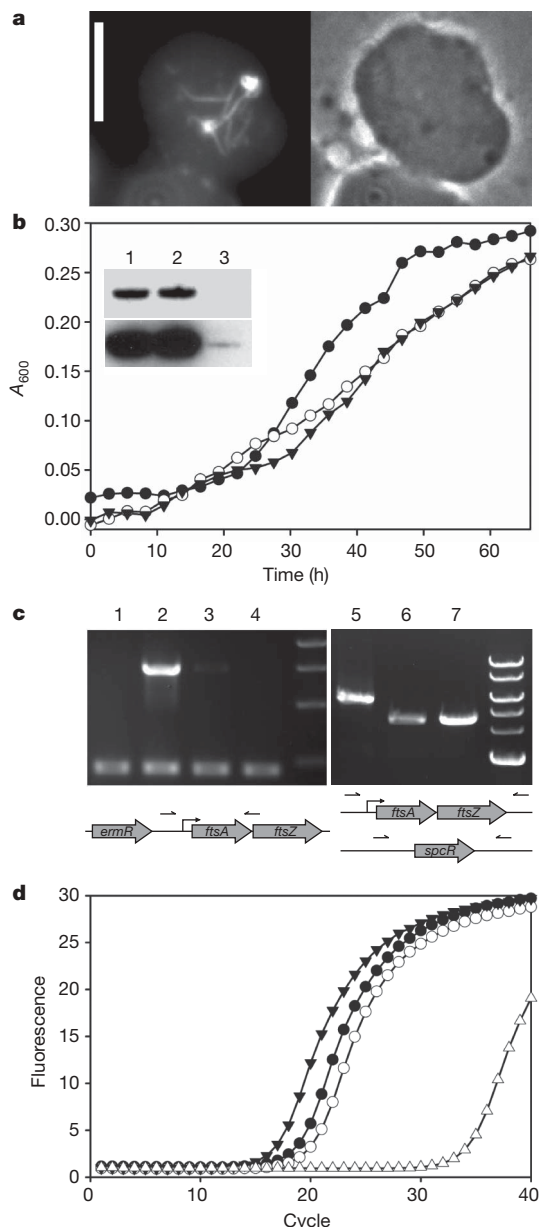 a
b
0.30
0.25
0.20
0.15
0.10
0.05
0.00
A600
1 2 3
0 10 20 30 40 50 60
Time (h)
c
1 2 3 4 5 6 7
ermR ftsA ftsZ
ftsA ftsZ
spcR
d
30
25
20
15
10
5
0
Fluorescence
0 10 20 30 40
Cycle